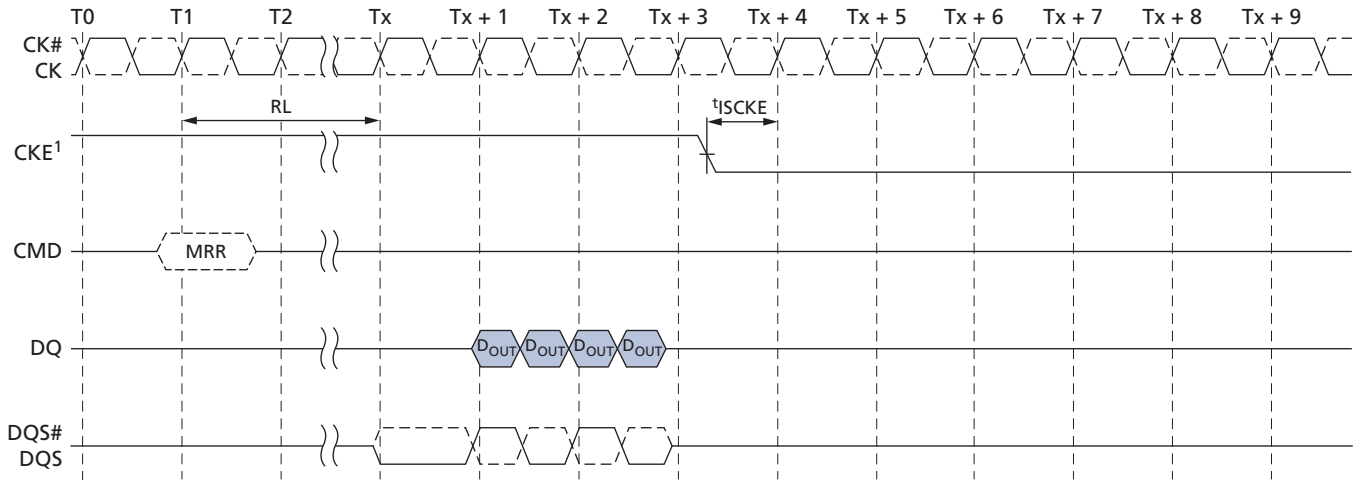 T0 T1 T2 Tx Tx + 1 Tx + 2 Tx + 3 Tx + 4 Tx + 5 Tx + 6 Tx + 7 Tx + 8 Tx + 9
CK#
CK
RL
tISCKE
CKE1
CMD
MRR
DQ
DOUT DOUT DOUT DOUT
DQS#
DQS